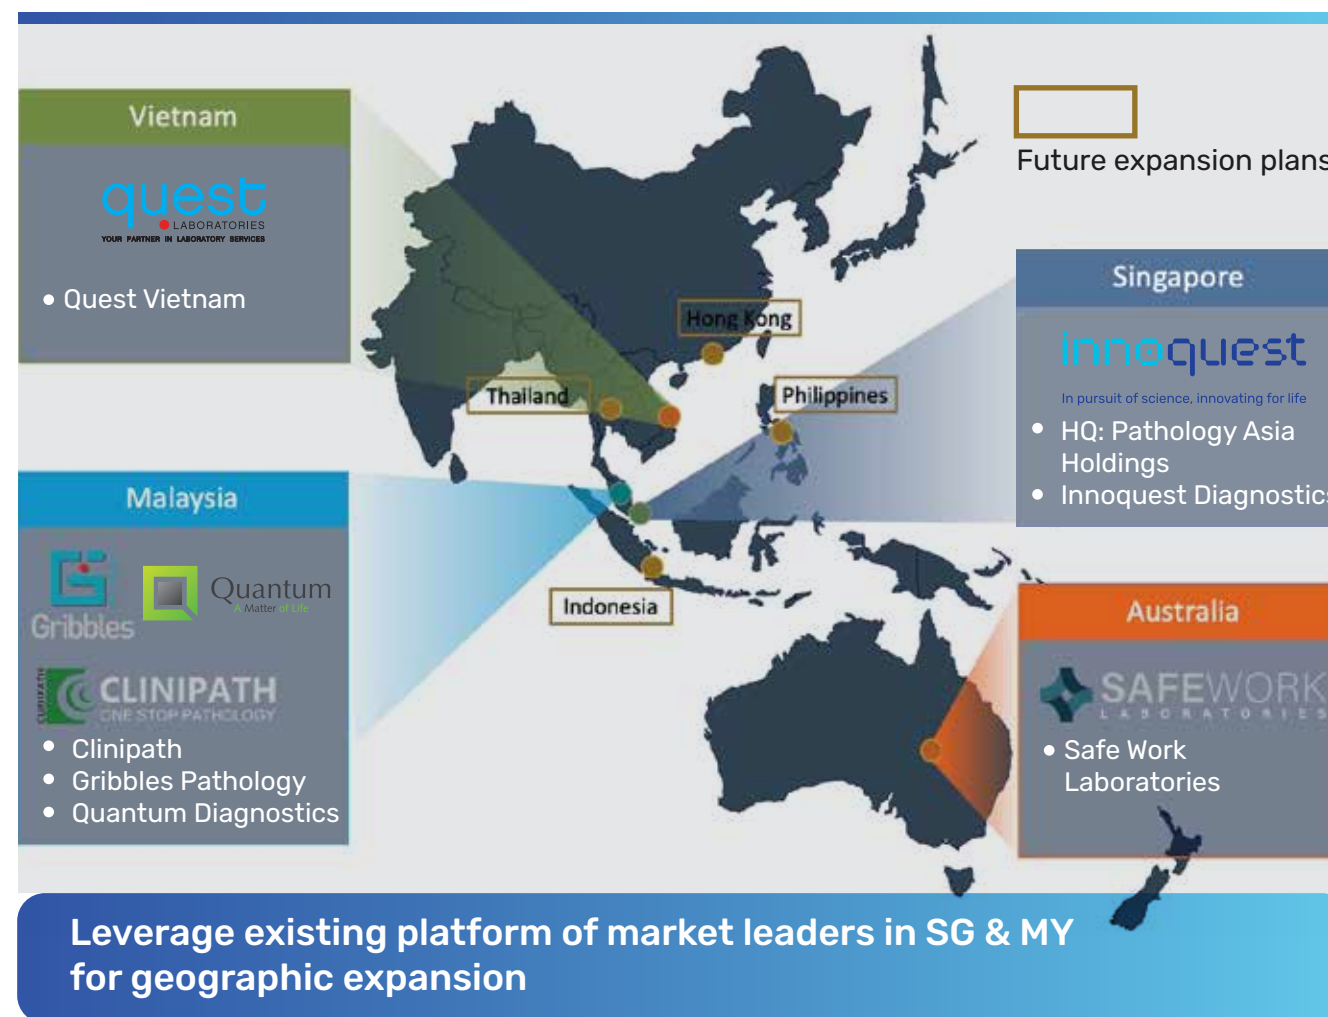 Vietnam
quest
LABORATORIES
YOUR PARTNER IN LABORATORY SERVICES
• Quest Vietnam
Future expansion plans
Singapore
innoquest
In pursuit of science, innovating for life
• HQ: Pathology Asia
Holdings
• Innoquest Diagnostics
Hong Kong
Thailand
Philippines
Indonesia
Malaysia
Gribbles
Quantum
A Matter of Life
CLINIPATH
CLINIPATH
ONE STOP PATHOLOGY
• Clinipath
• Gribbles Pathology
• Quantum Diagnostics
Australia
SAFEWORK
LABORATORIES
• Safe Work
Laboratories
Leverage existing platform of market leaders in SG & MY
for geographic expansion